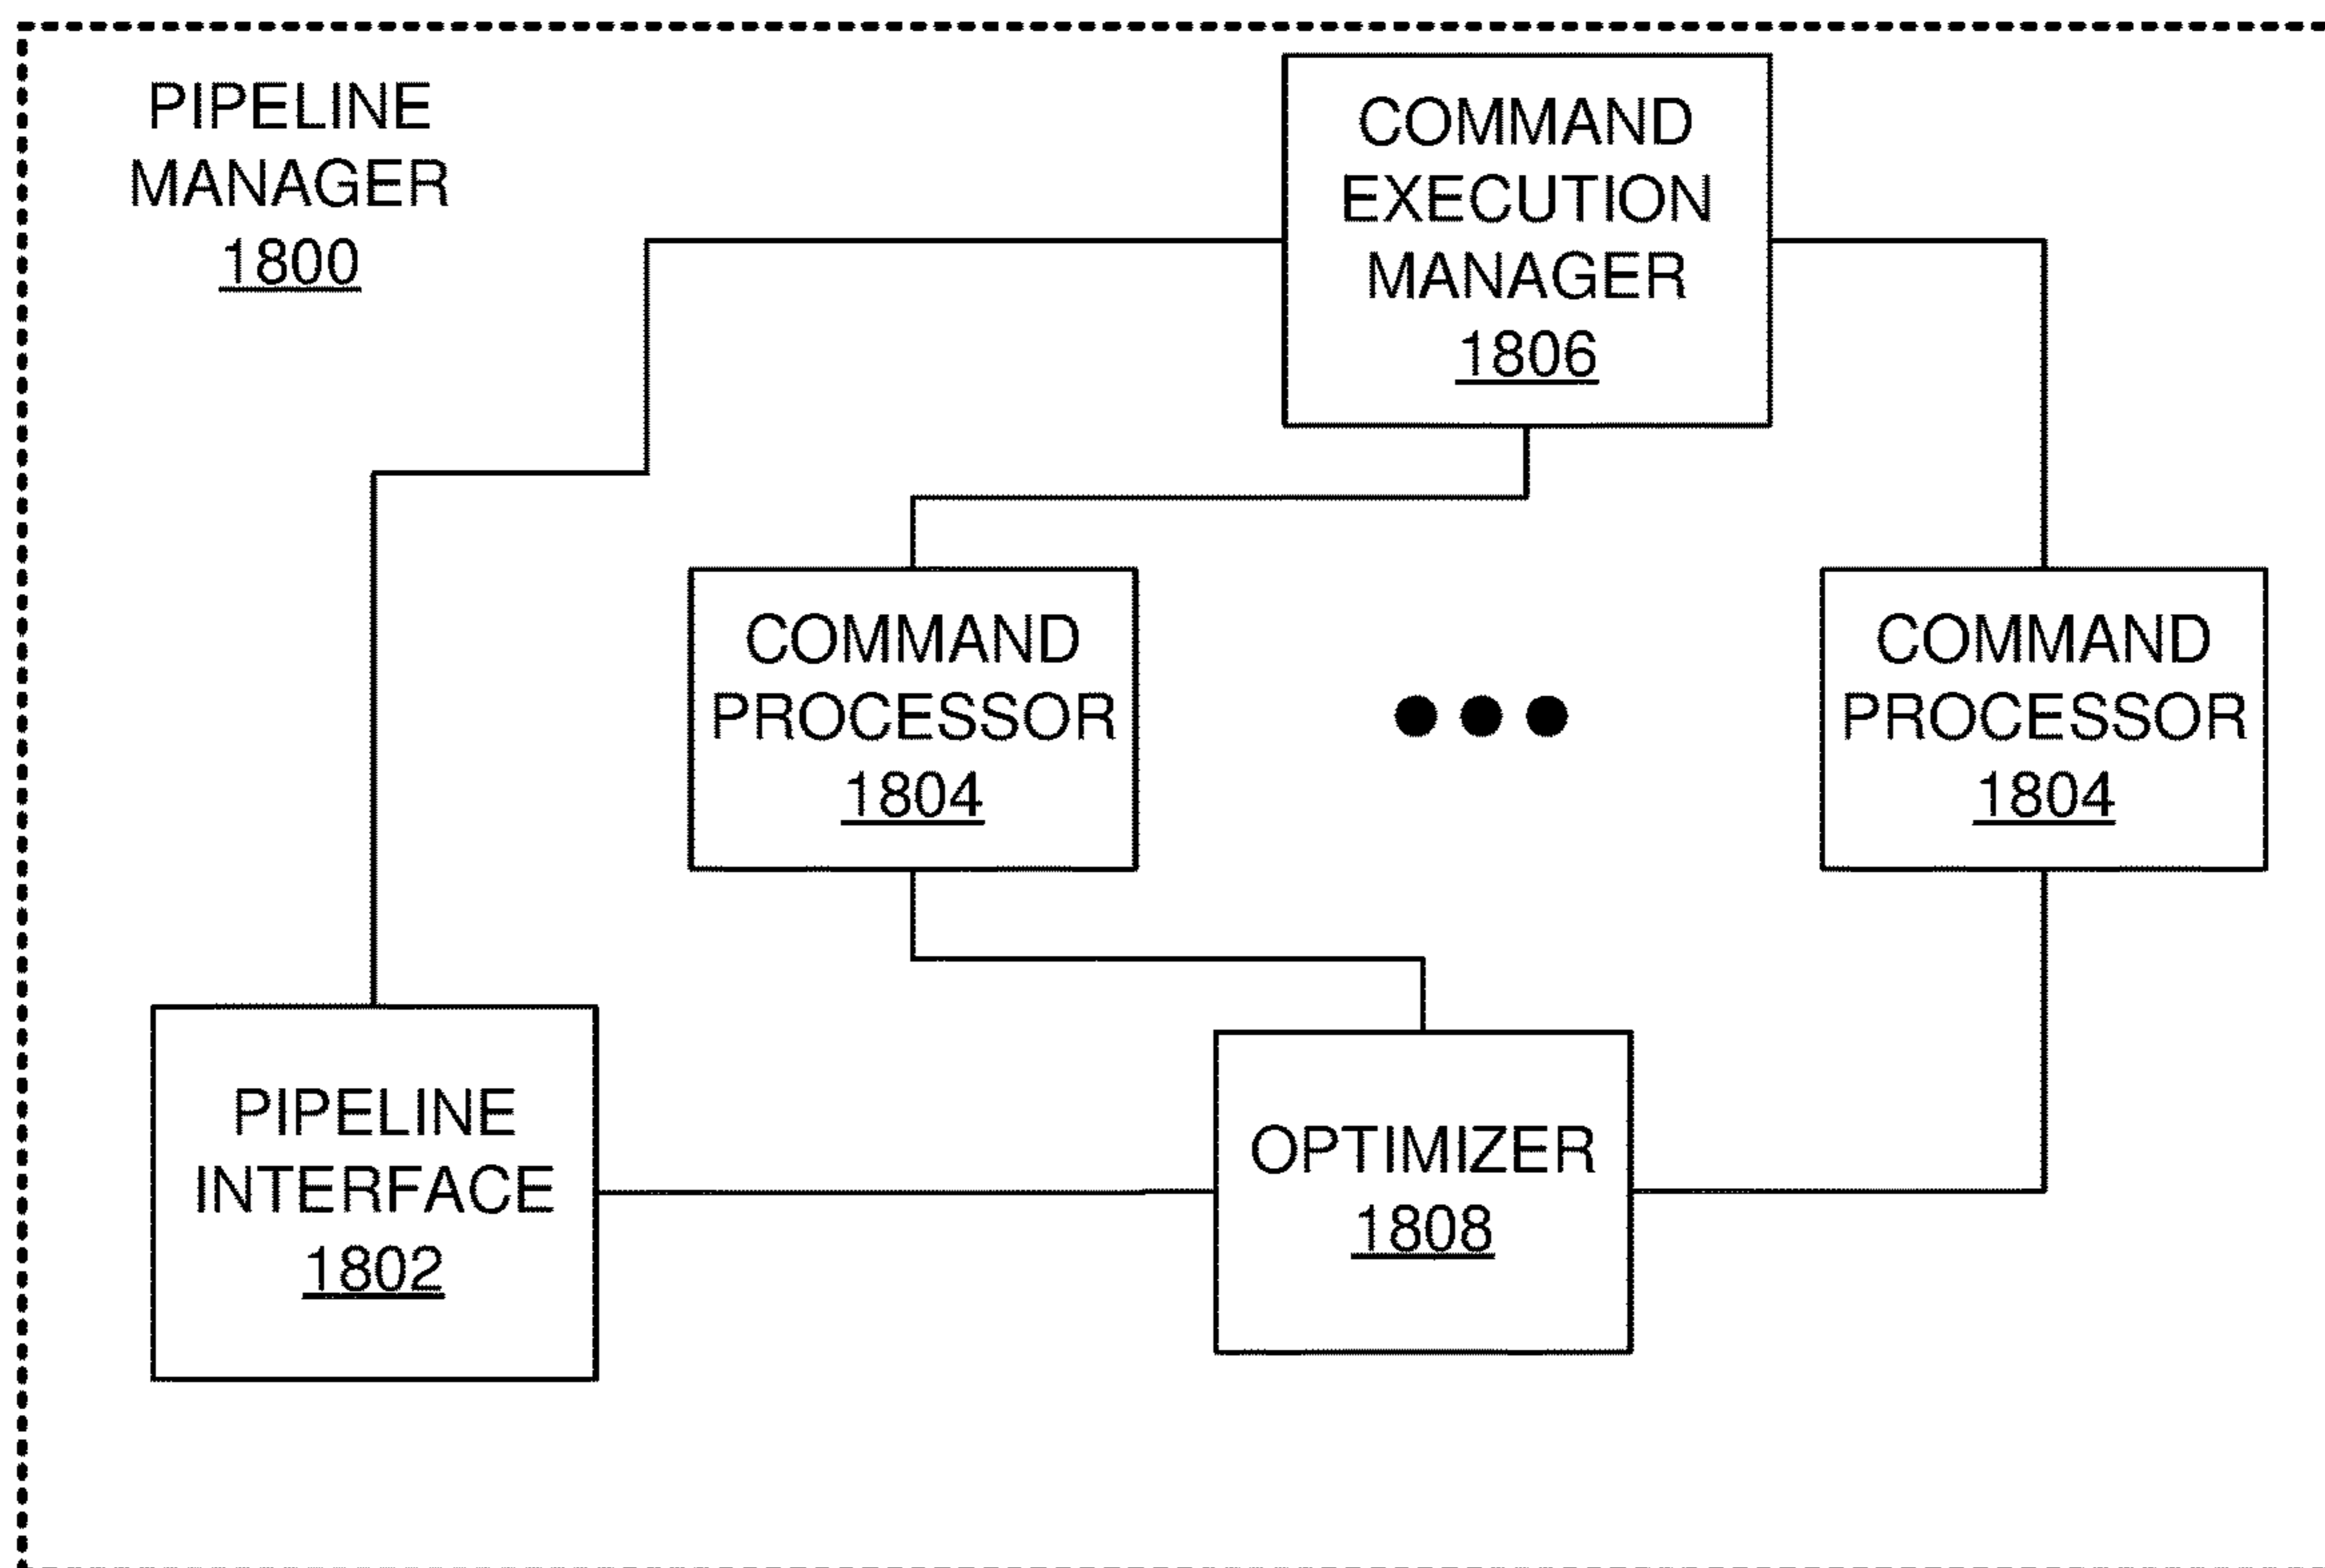 PIPELINE
MANAGER
1800
COMMAND
EXECUTION
MANAGER
1806
COMMAND
PROCESSOR
1804
COMMAND
PROCESSOR
1804
PIPELINE
INTERFACE
1802
OPTIMIZER
1808